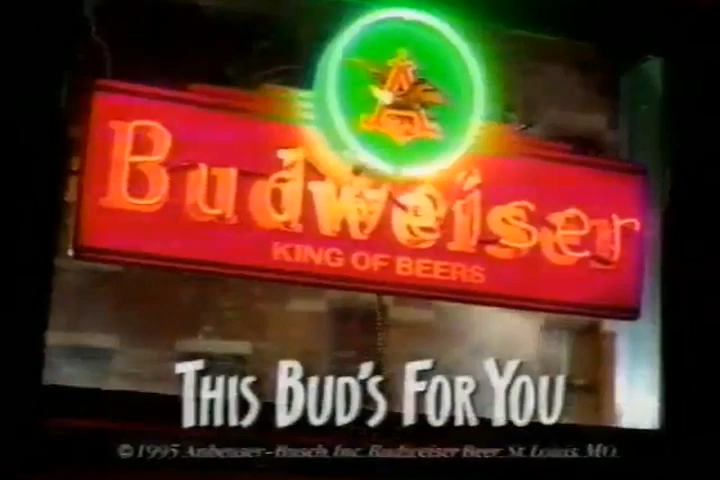 Budweiser
KING OF BEERS
THIS BUD'S FOR YOU
©1995 Anheuser-Busch, Inc. Budweiser Beer St. Louis, MO.